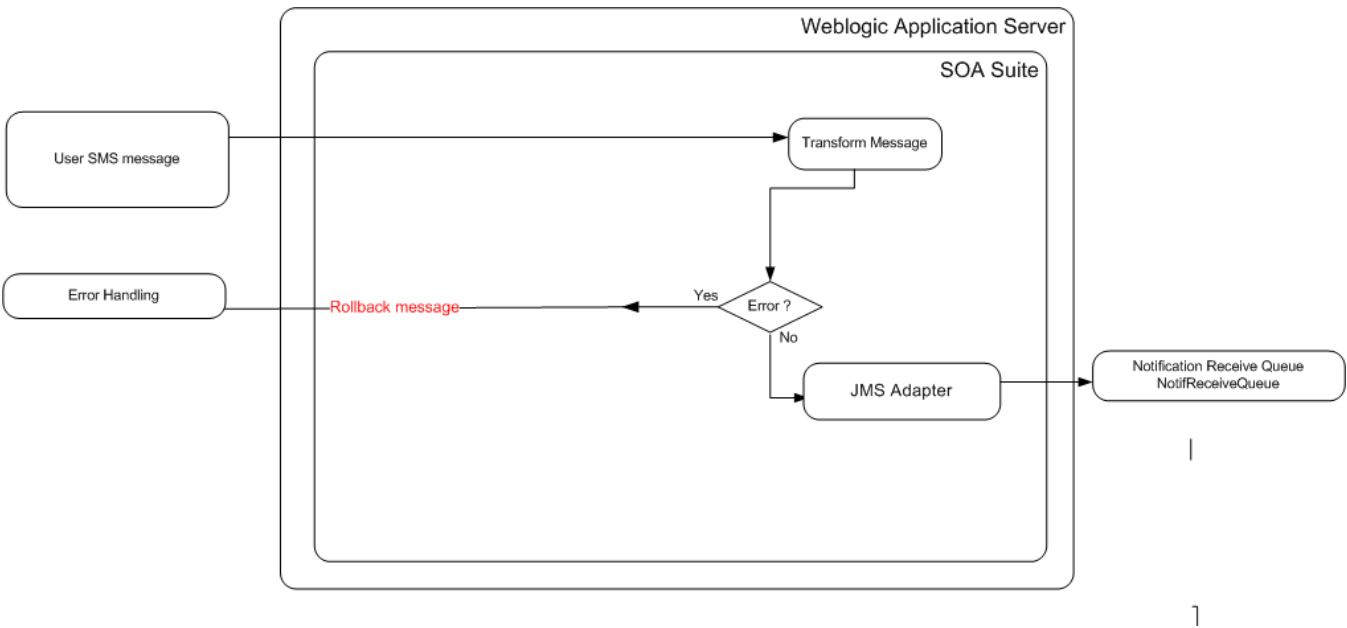 Weblogic Application Server
SOA Suite
User SMS message
Transform Message
Error Handling
Rollback message
Yes
Error ?
No
JMS Adapter
Notification Receive Queue
NotifReceiveQueue